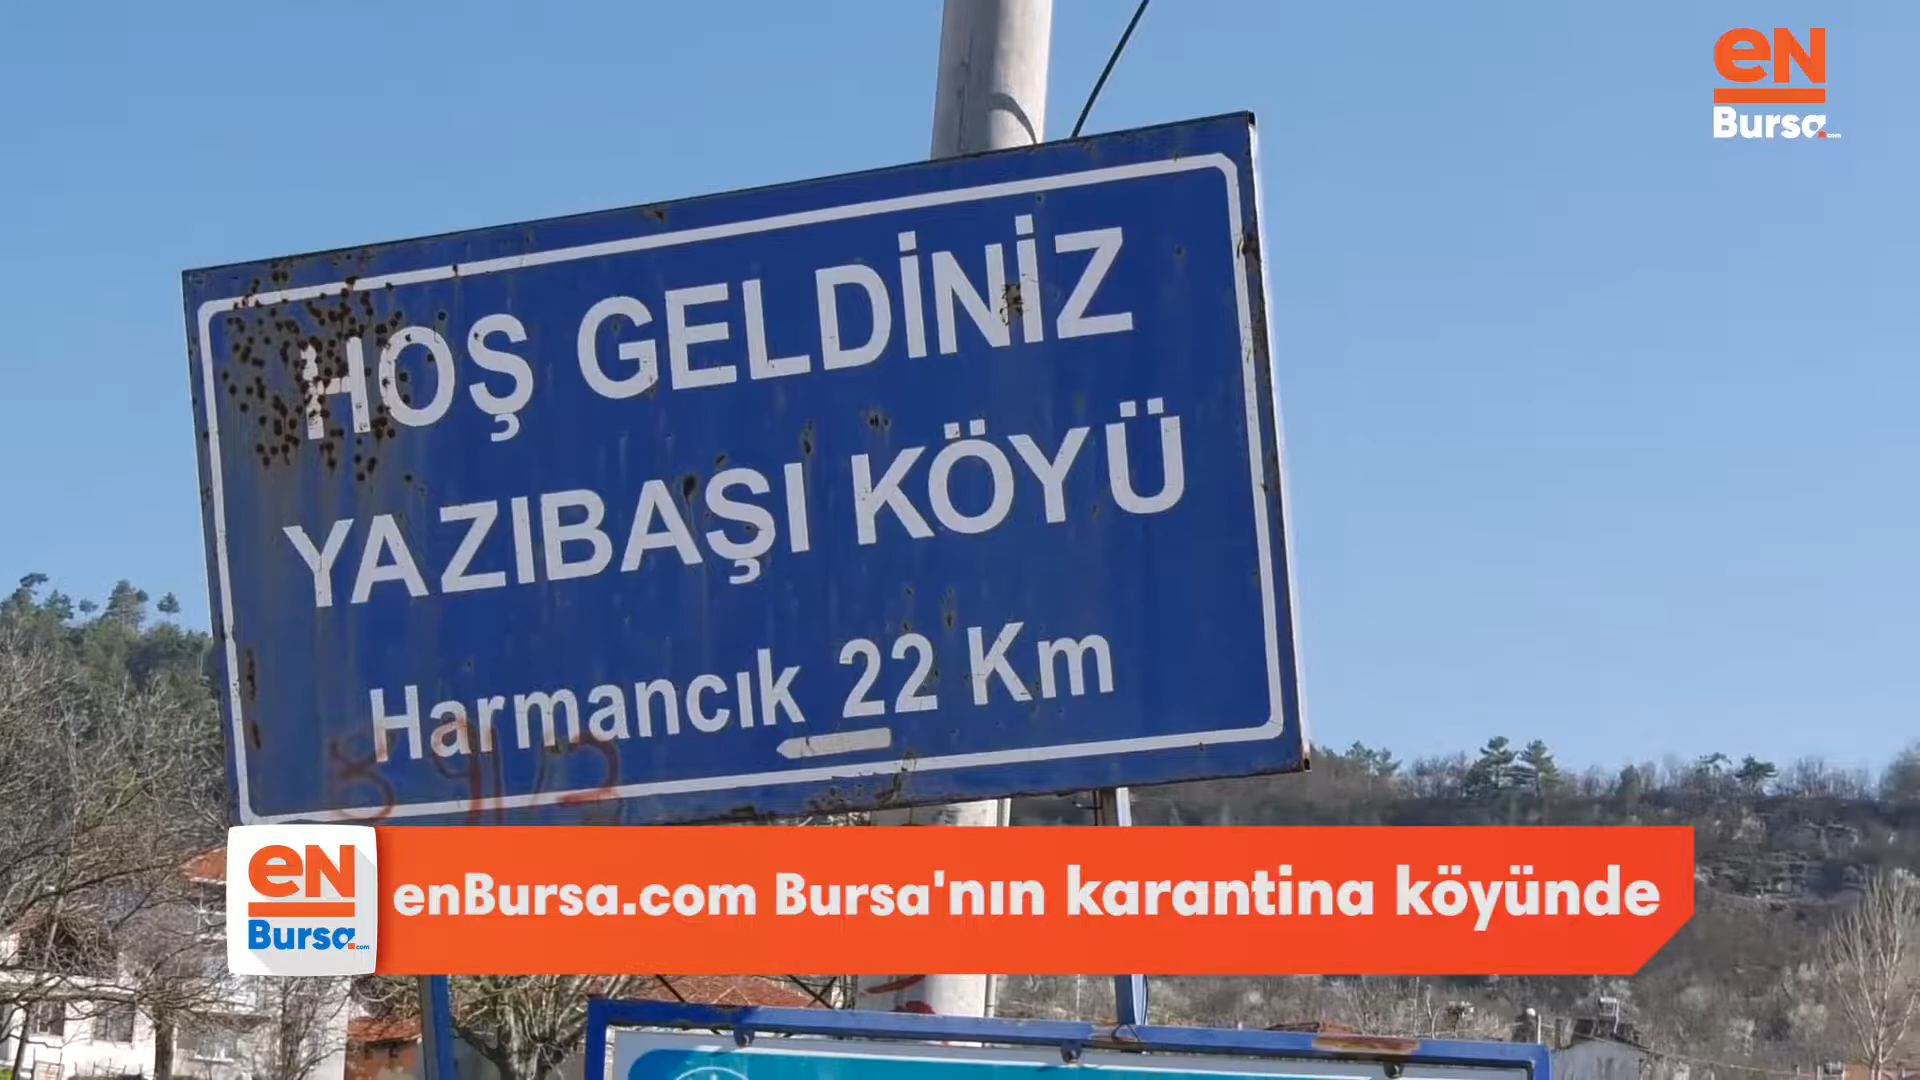 eN
Bursa.com
HOŞ GELDİNİZ
YAZIBAŞI KÖYÜ
Harmancık 22 Km
eN
Bursa.com
enBursa.com Bursa'nın karantina köyünde